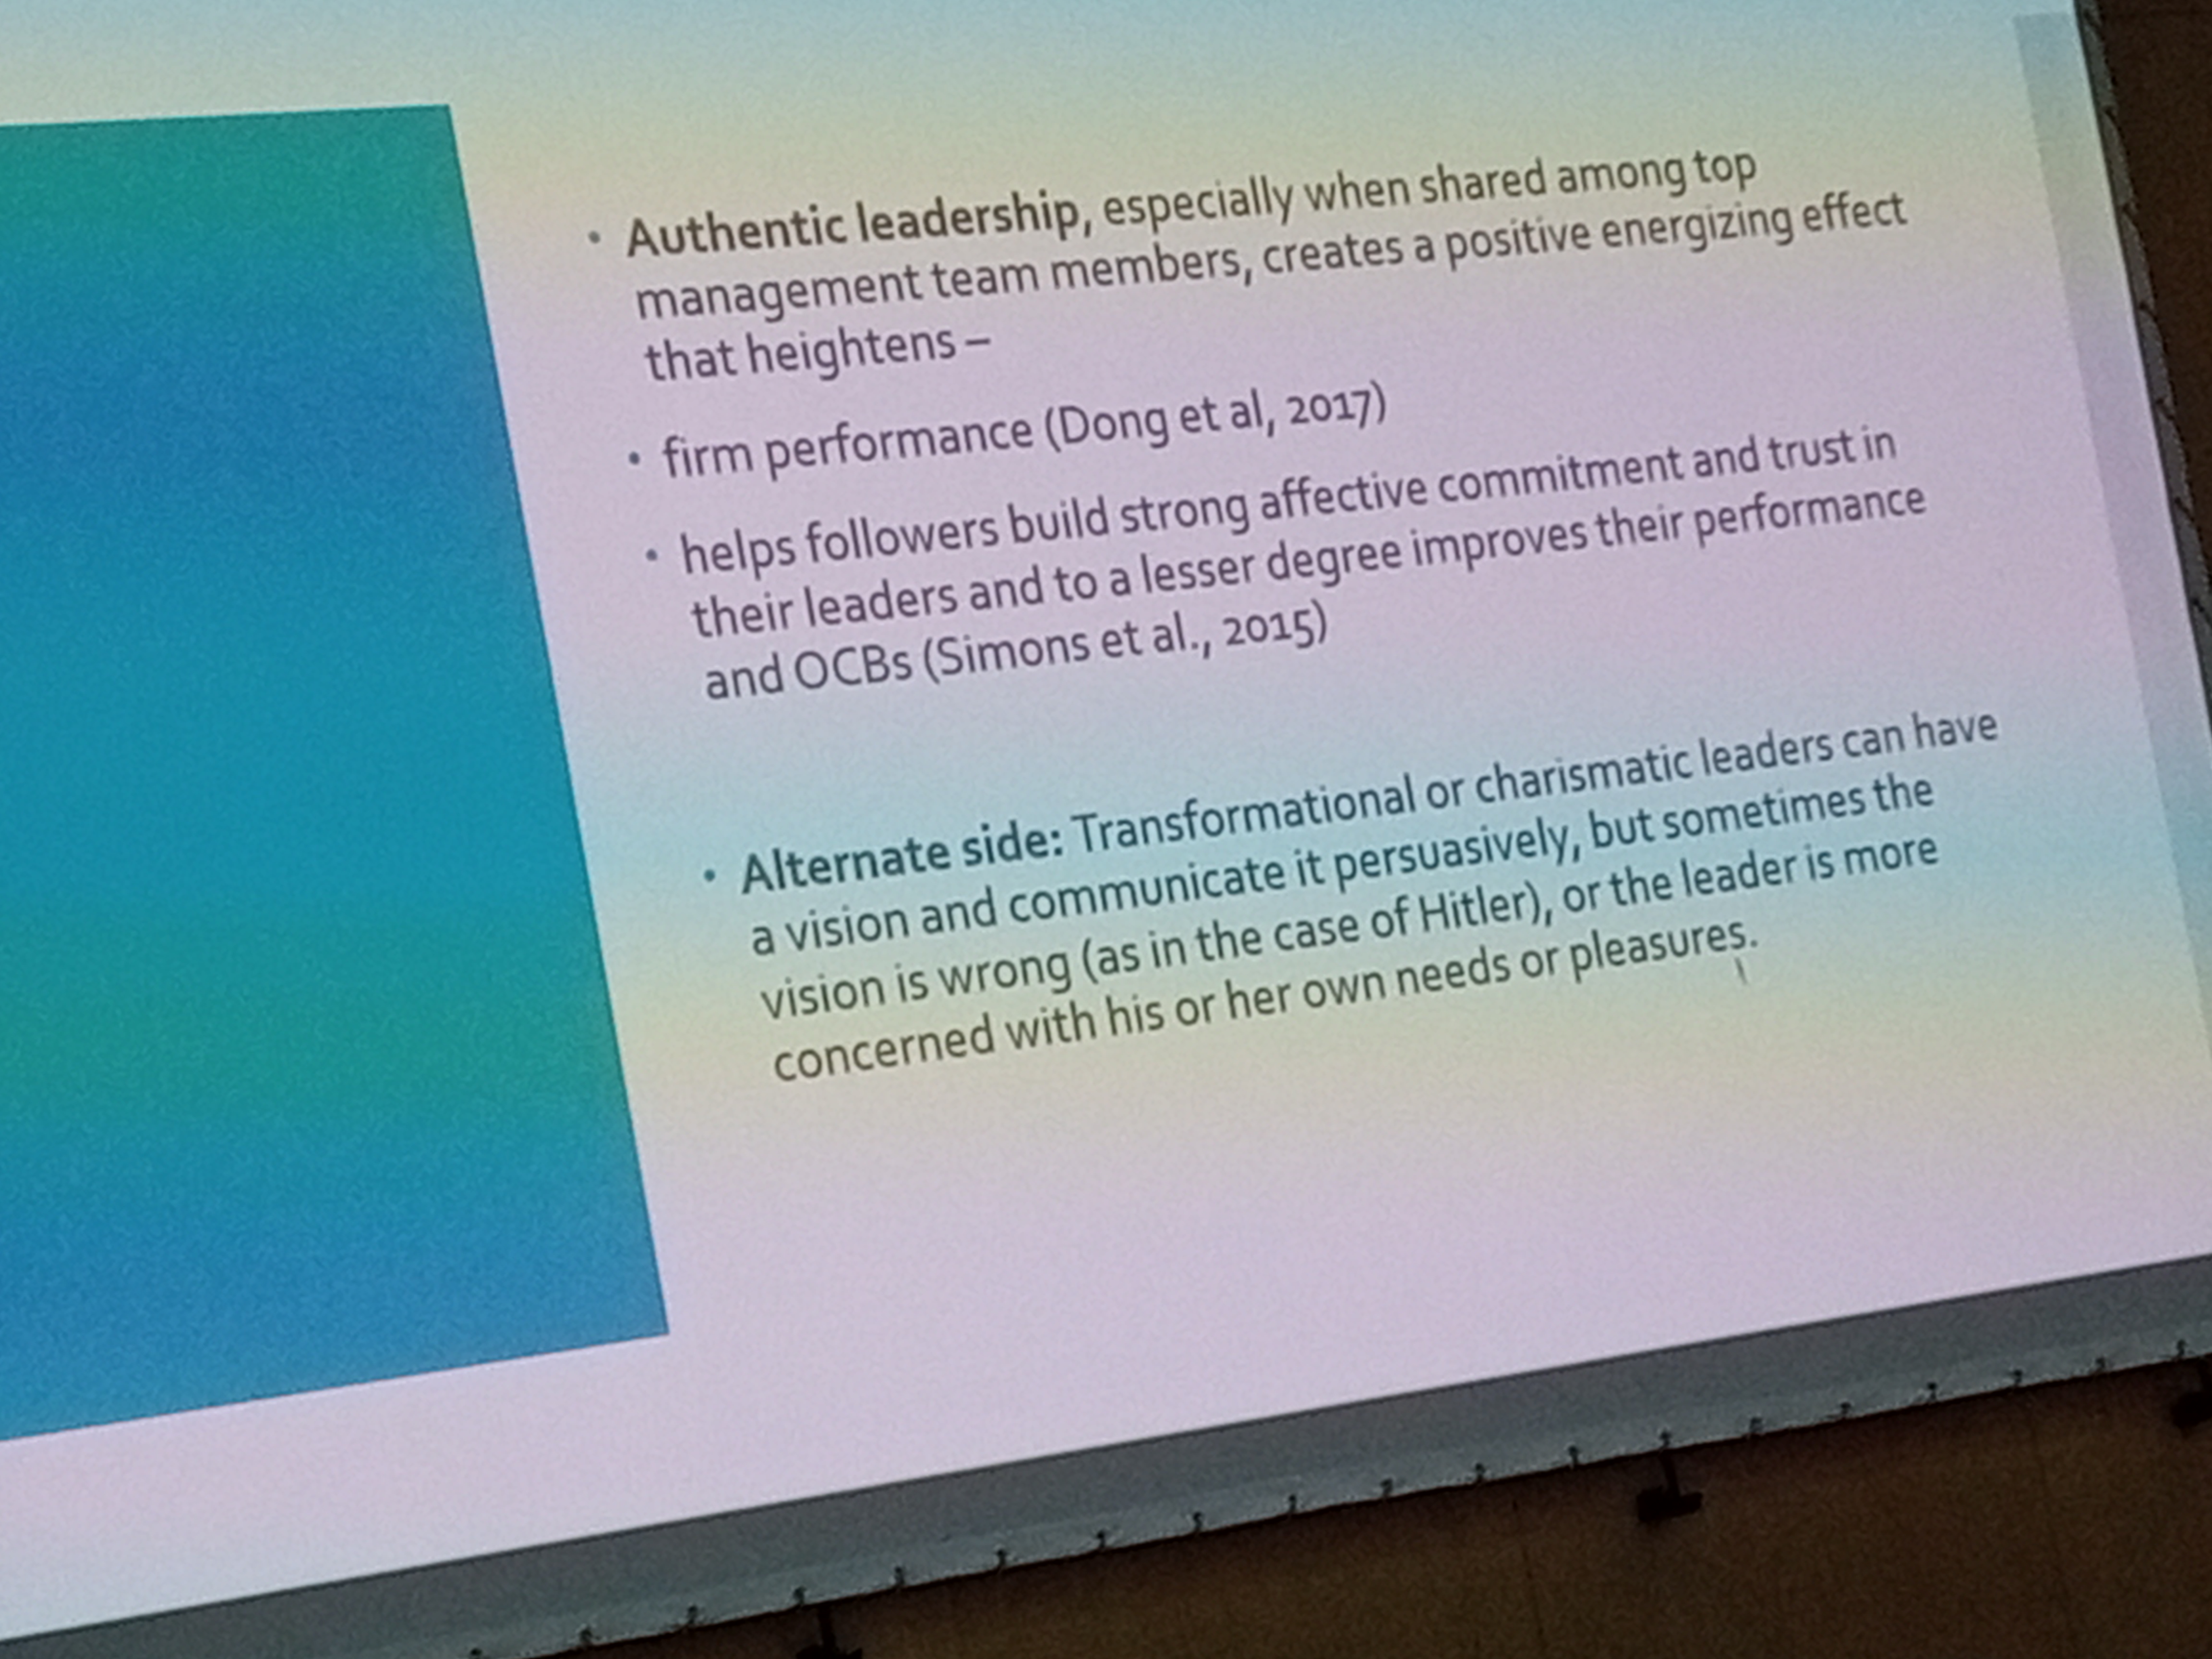 • Authentic leadership, especially when shared among top
management team members, creates a positive energizing effect
that heightens –
• firm performance (Dong et al, 2017)
• helps followers build strong affective commitment and trust in
their leaders and to a lesser degree improves their performance
and OCBs (Simons et al., 2015)
• Alternate side: Transformational or charismatic leaders can have
a vision and communicate it persuasively, but sometimes the
vision is wrong (as in the case of Hitler), or the leader is more
concerned with his or her own needs or pleasures.